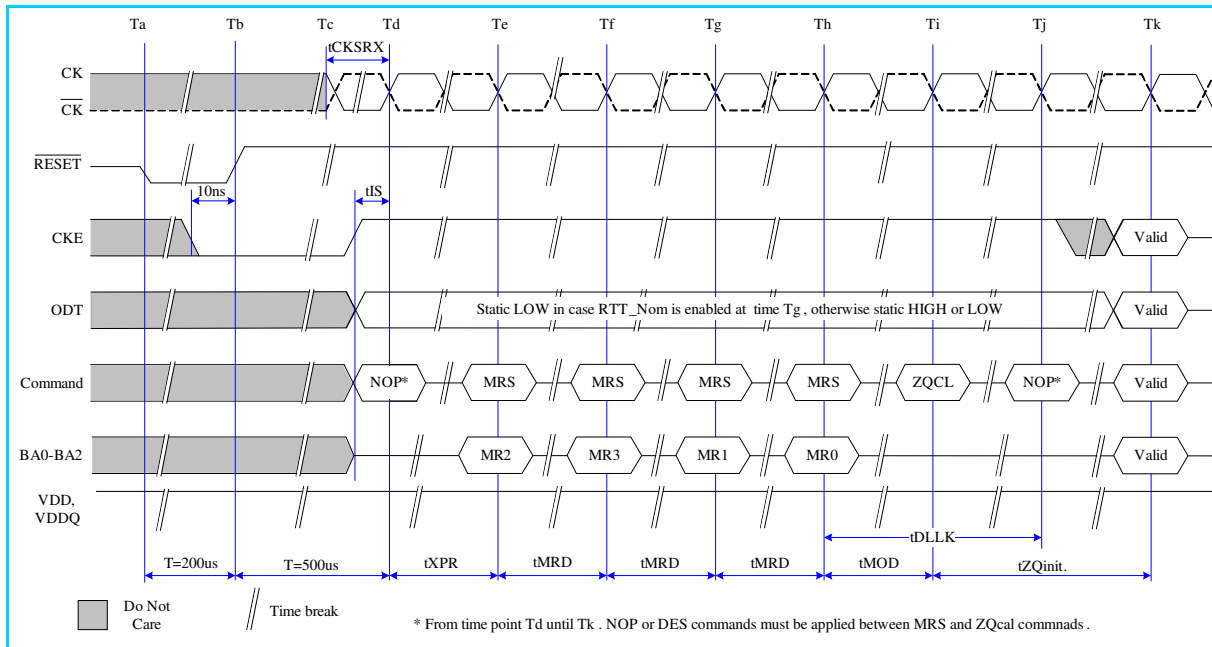 Ta Tb Tc Td Te Tf Tg Th Ti Tj Tk
tCKSRX
CK
CK
RESET
10ns
tIS
CKE
Valid
ODT
Static LOW in case RTT_Nom is enabled at time Tg , otherwise static HIGH or LOW
Valid
Command
NOP* MRS MRS MRS MRS ZQCL NOP* Valid
BA0-BA2
MR2 MR3 MR1 MR0 Valid
VDD,
VDDQ
tDLLK
T=200us T=500us tXPR tMRD tMRD tMRD tMOD tZQinit.
Do Not
Care
Time break
* From time point Td until Tk . NOP or DES commands must be applied between MRS and ZQcal commnads .